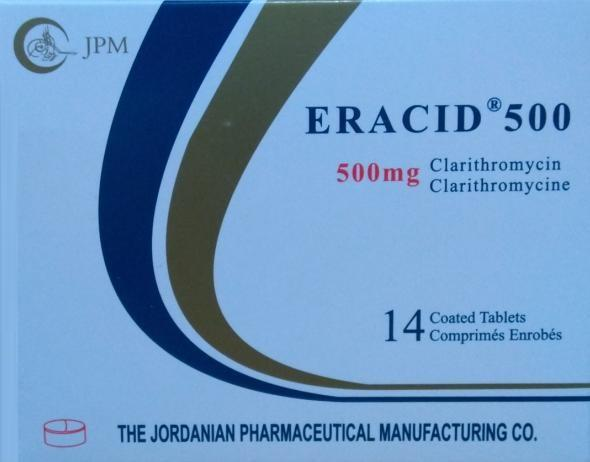 JPM
ERACID® 500
500mg Clarithromycin
Clarithromycine
14 Coated Tablets
Comprimés Enrobés
THE JORDANIAN PHARMACEUTICAL MANUFACTURING CO.